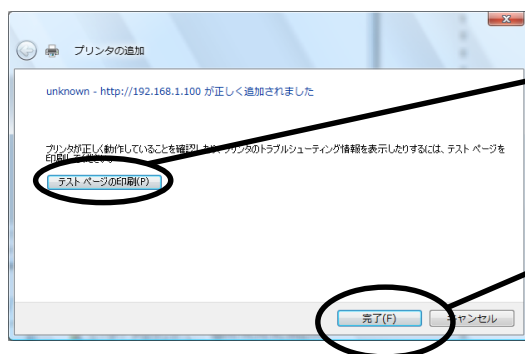 プリンタの追加
unknown - http://192.168.1.100 が正しく追加されました
プリンタが正しく動作していることを確認したり、プリンタのトラブルシューティング情報を表示したりするには、テスト ページを
印刷してください。
テスト ページの印刷(P)
完了(F)
キャンセル